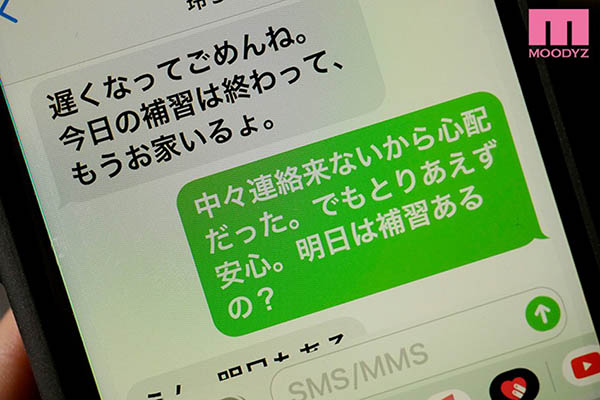 MOODYZ
遅くなってごめんね。
今日の補習は終わって、
もうお家いるょ。
中々連絡来ないから心配
だった。でもとりあえず
安心。明日は補習ある
の？
SMS/MMS